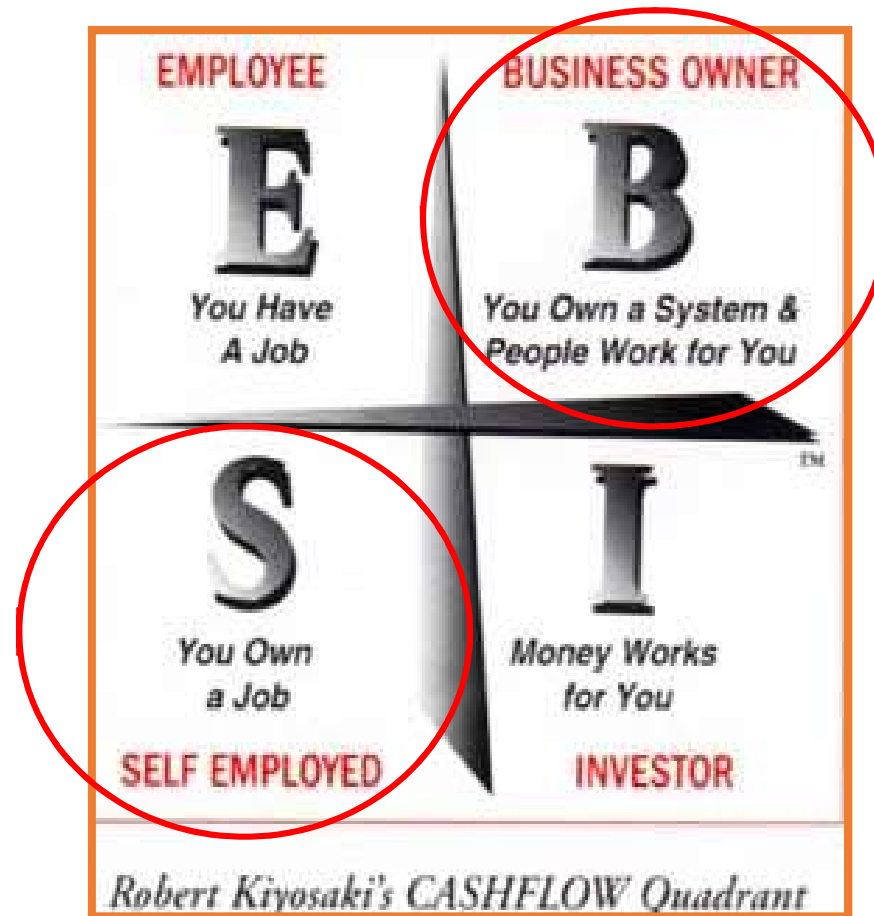 EMPLOYEE
E
You Have
A Job
BUSINESS OWNER
B
You Own a System &
People Work for You
S
You Own
a Job
SELF EMPLOYED
TM
I
Money Works
for You
INVESTOR
Robert Kiyosaki's CASHFLOW Quadrant